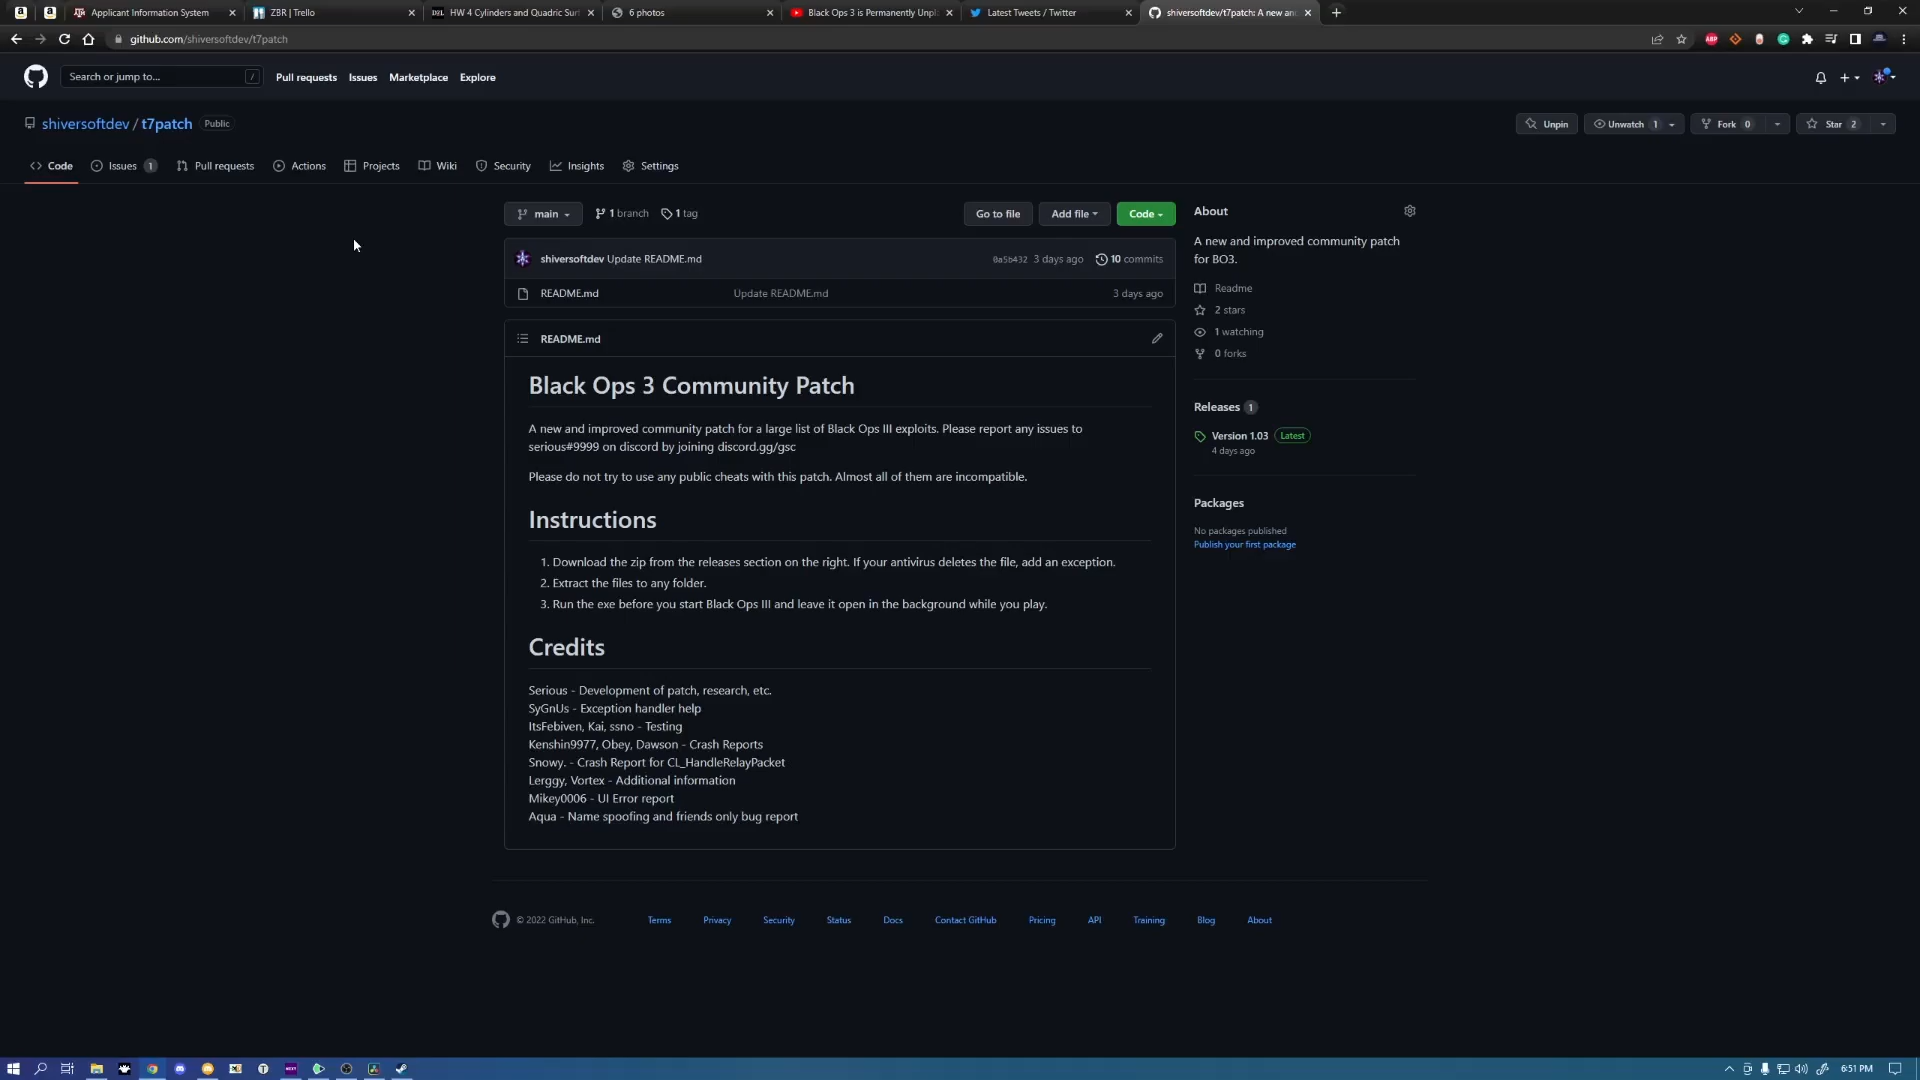 Applicant Information System
ZBR | Trello
HW 4 Cylinders and Quadric Sur
6 photos
Black Ops 3 is Permanently Unpl
Latest Tweets / Twitter
shiversoftdev/t7patch: A new an
github.com/shiversoftdev/t7patch
ABP
Search or jump to...
/
Pull requests
Issues
Marketplace
Explore
shiversoftdev / t7patch
Public
Unpin
Unwatch 1
Fork 0
Star 2
Code
Issues 1
Pull requests
Actions
Projects
Wiki
Security
Insights
Settings
main
1 branch
1 tag
Go to file
Add file
Code
shiversoftdev Update README.md
0a5b432 3 days ago
10 commits
README.md
Update README.md
3 days ago
README.md
Black Ops 3 Community Patch
A new and improved community patch for a large list of Black Ops III exploits. Please report any issues to
serious#9999 on discord by joining discord.gg/gsc
Please do not try to use any public cheats with this patch. Almost all of them are incompatible.
Instructions
1. Download the zip from the releases section on the right. If your antivirus deletes the file, add an exception.
2. Extract the files to any folder.
3. Run the exe before you start Black Ops III and leave it open in the background while you play.
Credits
Serious - Development of patch, research, etc.
SyGnUs - Exception handler help
ItsFebiven, Kai, ssno - Testing
Kenshin9977, Obey, Dawson - Crash Reports
Snowy. - Crash Report for CL_HandleRelayPacket
Lerggy, Vortex - Additional information
Mikey0006 - UI Error report
Aqua - Name spoofing and friends only bug report
About
A new and improved community patch
for BO3.
Readme
2 stars
1 watching
0 forks
Releases 1
Version 1.03 Latest
4 days ago
Packages
No packages published
Publish your first package
© 2022 GitHub, Inc.
Terms
Privacy
Security
Status
Docs
Contact GitHub
Pricing
API
Training
Blog
About
6:51 PM